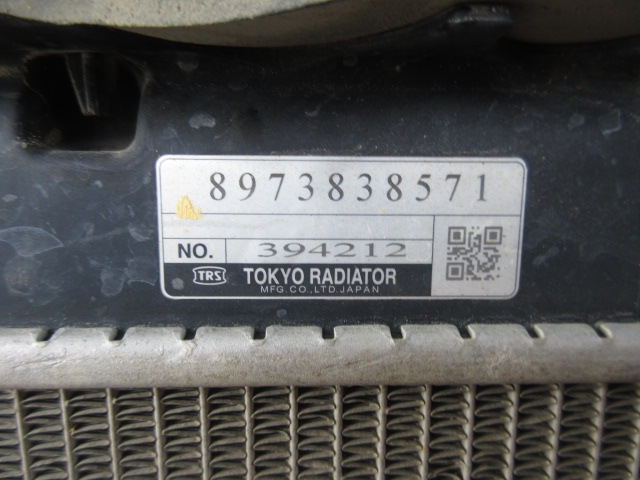 8973838571
NO. 394212
TRS TOKYO RADIATOR
MFG.CO.,LTD.JAPAN